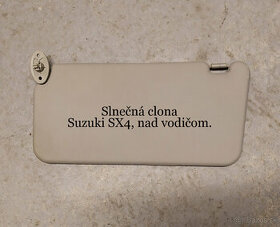 Slnečná clona
Suzuki SX4, nad vodičom.